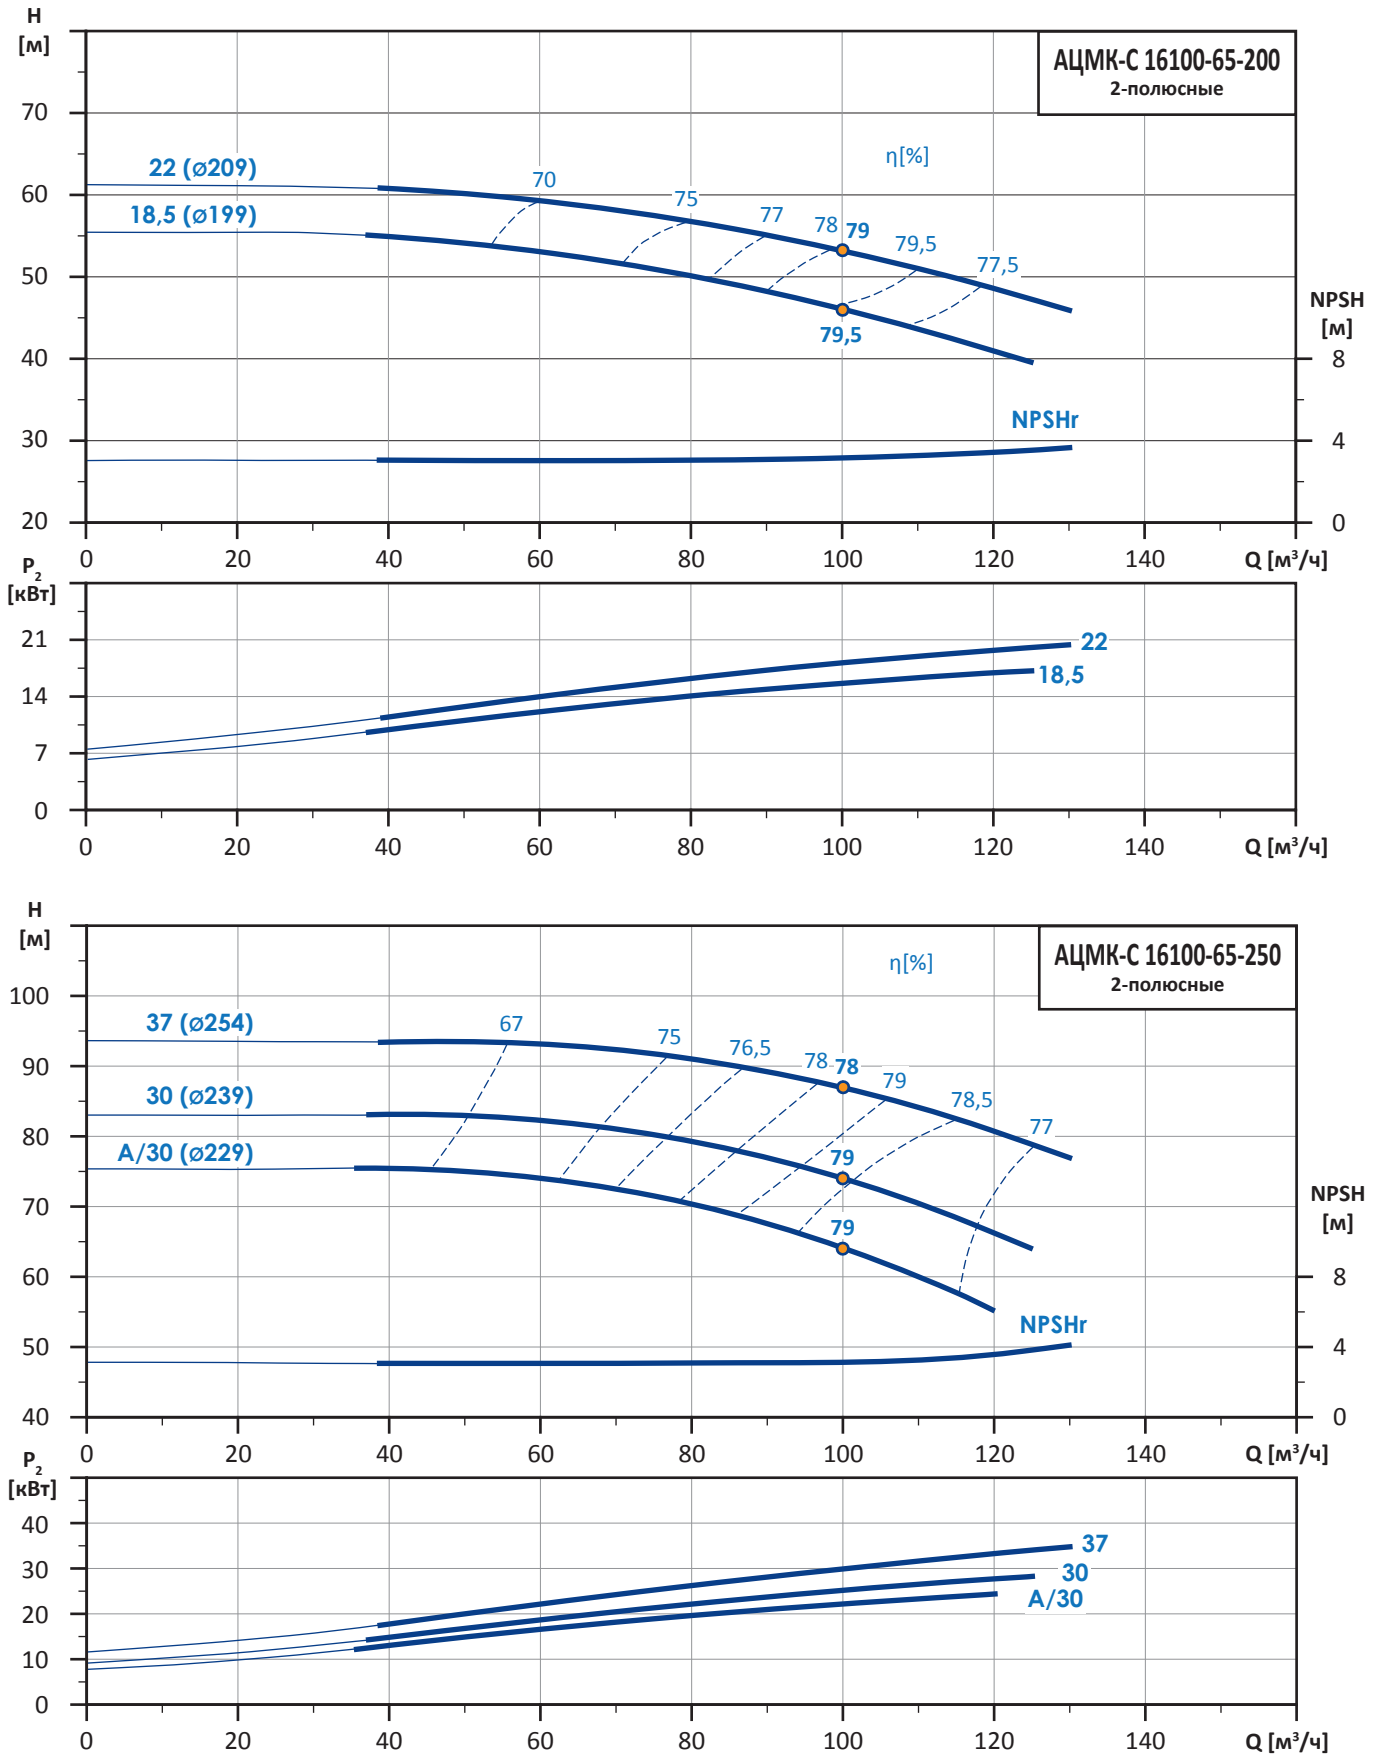 H
[м]
АЦМК-С 16100-65-200
2-полюсные
70
60
50
40
30
20
η[%]
22 (ø209)
18,5 (ø199)
70
75
77
78
79
79,5
77,5
79,5
NPSH
[м]
8
4
0
NPSHr
0
20
40
60
80
100
120
140
Q [м³/ч]
P₂
[кВт]
21
14
7
0
22
18,5
0
20
40
60
80
100
120
140
Q [м³/ч]
H
[м]
АЦМК-С 16100-65-250
2-полюсные
η[%]
100
90
80
70
60
50
40
37 (ø254)
30 (ø239)
А/30 (ø229)
67
75
76,5
78
78
79
78,5
77
79
79
NPSH
[м]
8
4
0
NPSHr
0
20
40
60
80
100
120
140
Q [м³/ч]
P₂
[кВт]
40
30
20
10
0
37
30
А/30
0
20
40
60
80
100
120
140
Q [м³/ч]